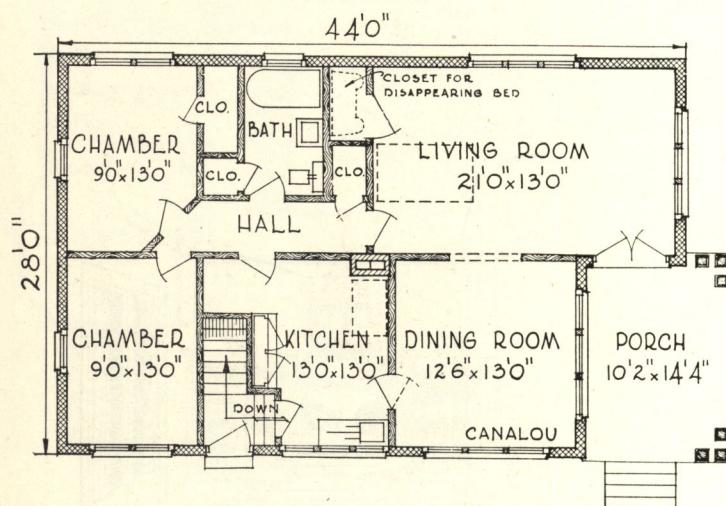 44'0"
CLOSET FOR
DISAPPEARING BED
CLO.
BATH
CHAMBER
9'0"x13'0"
CLO.
CLO.
LIVING ROOM
21'0"x13'0"
HALL
28'0"
CHAMBER
9'0"x13'0"
KITCHEN
13'0"x13'0"
DINING ROOM
12'6"x13'0"
PORCH
10'2"x14'4"
DOWN
CANALOU